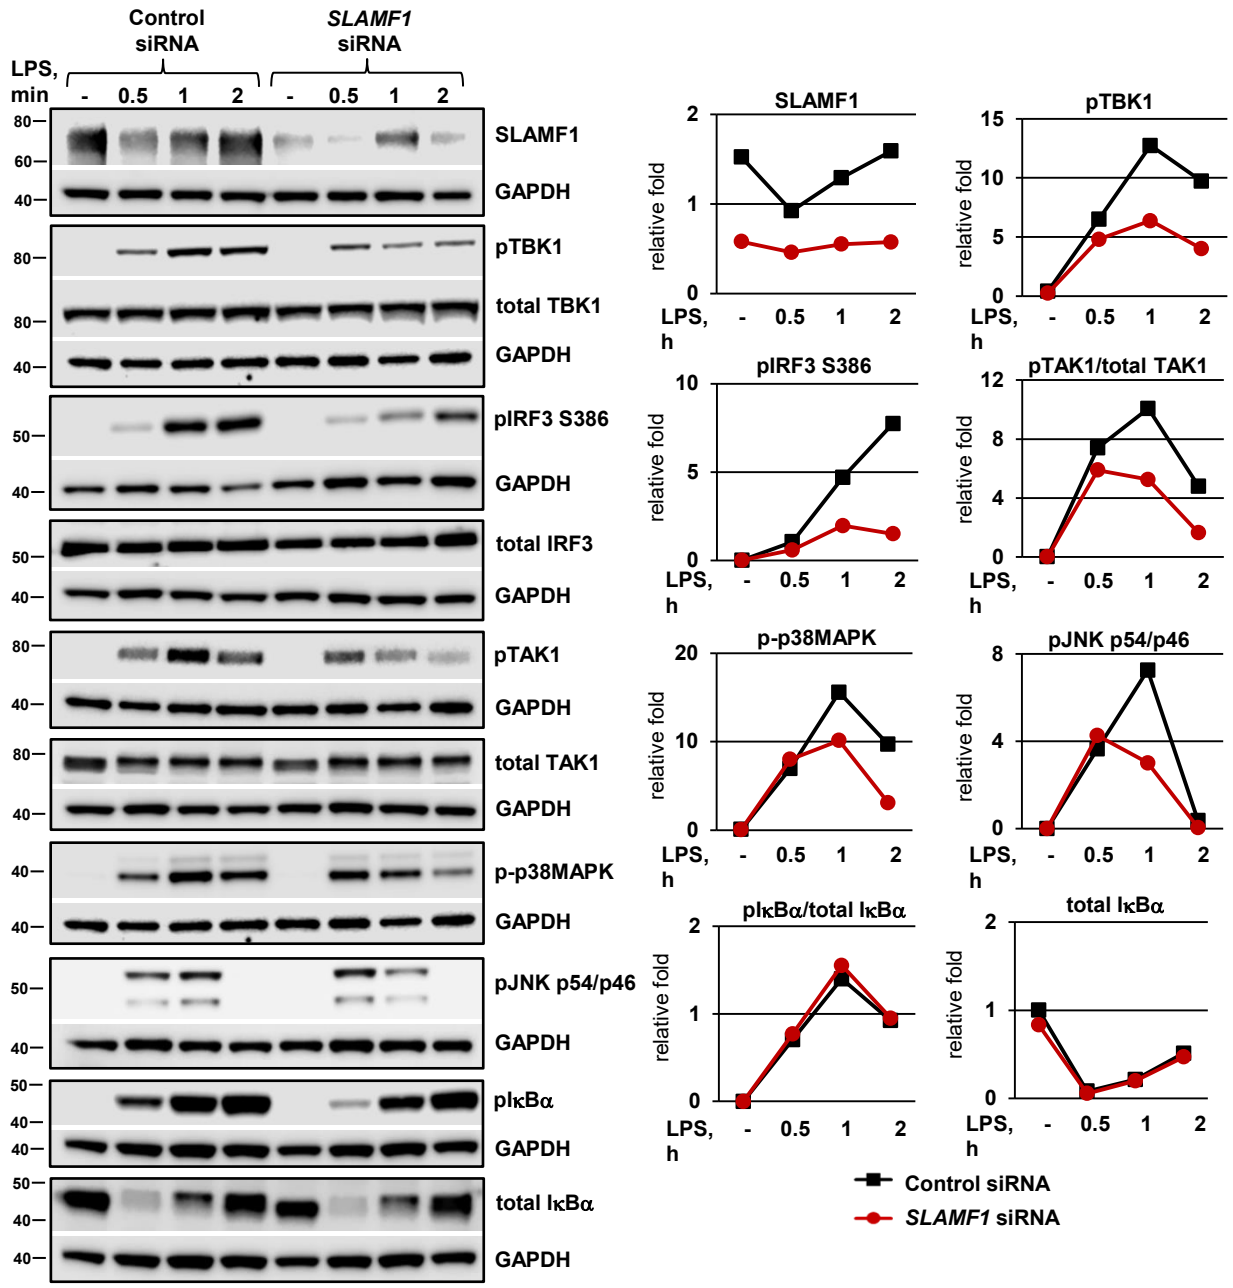 Control
siRNA
SLAMF1
siRNA
LPS,
min
- 0.5 1 2 - 0.5 1 2
80
60
SLAMF1
40
GAPDH
80
pTBK1
80
total TBK1
40
GAPDH
50
pIRF3 S386
40
GAPDH
50
total IRF3
40
GAPDH
80
pTAK1
40
GAPDH
80
total TAK1
40
GAPDH
40
p-p38MAPK
40
GAPDH
50
pJNK p54/p46
40
GAPDH
50
40
pIκBα
40
GAPDH
50
40
total IκBα
40
GAPDH
SLAMF1
relative fold
2
1
0
LPS, - 0.5 1 2
h
pTBK1
relative fold
15
10
5
0
LPS, - 0.5 1 2
h
pIRF3 S386
relative fold
10
5
0
LPS, - 0.5 1 2
h
pTAK1/total TAK1
relative fold
12
8
4
0
LPS, - 0.5 1 2
h
p-p38MAPK
relative fold
20
10
0
LPS, - 0.5 1 2
h
pJNK p54/p46
relative fold
8
4
0
LPS, - 0.5 1 2
h
pIκBα/total IκBα
relative fold
2
1
0
LPS, - 0.5 1 2
h
total IκBα
relative fold
2
1
0
LPS, - 0.5 1 2
h
Control siRNA
SLAMF1 siRNA